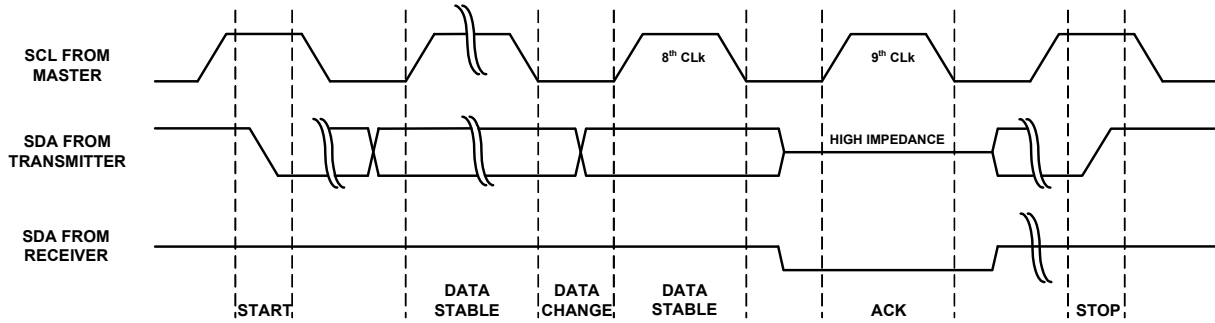 SCL FROM
MASTER
8th CLk
9th CLk
SDA FROM
TRANSMITTER
HIGH IMPEDANCE
SDA FROM
RECEIVER
START
DATA
STABLE
DATA
CHANGE
DATA
STABLE
ACK
STOP